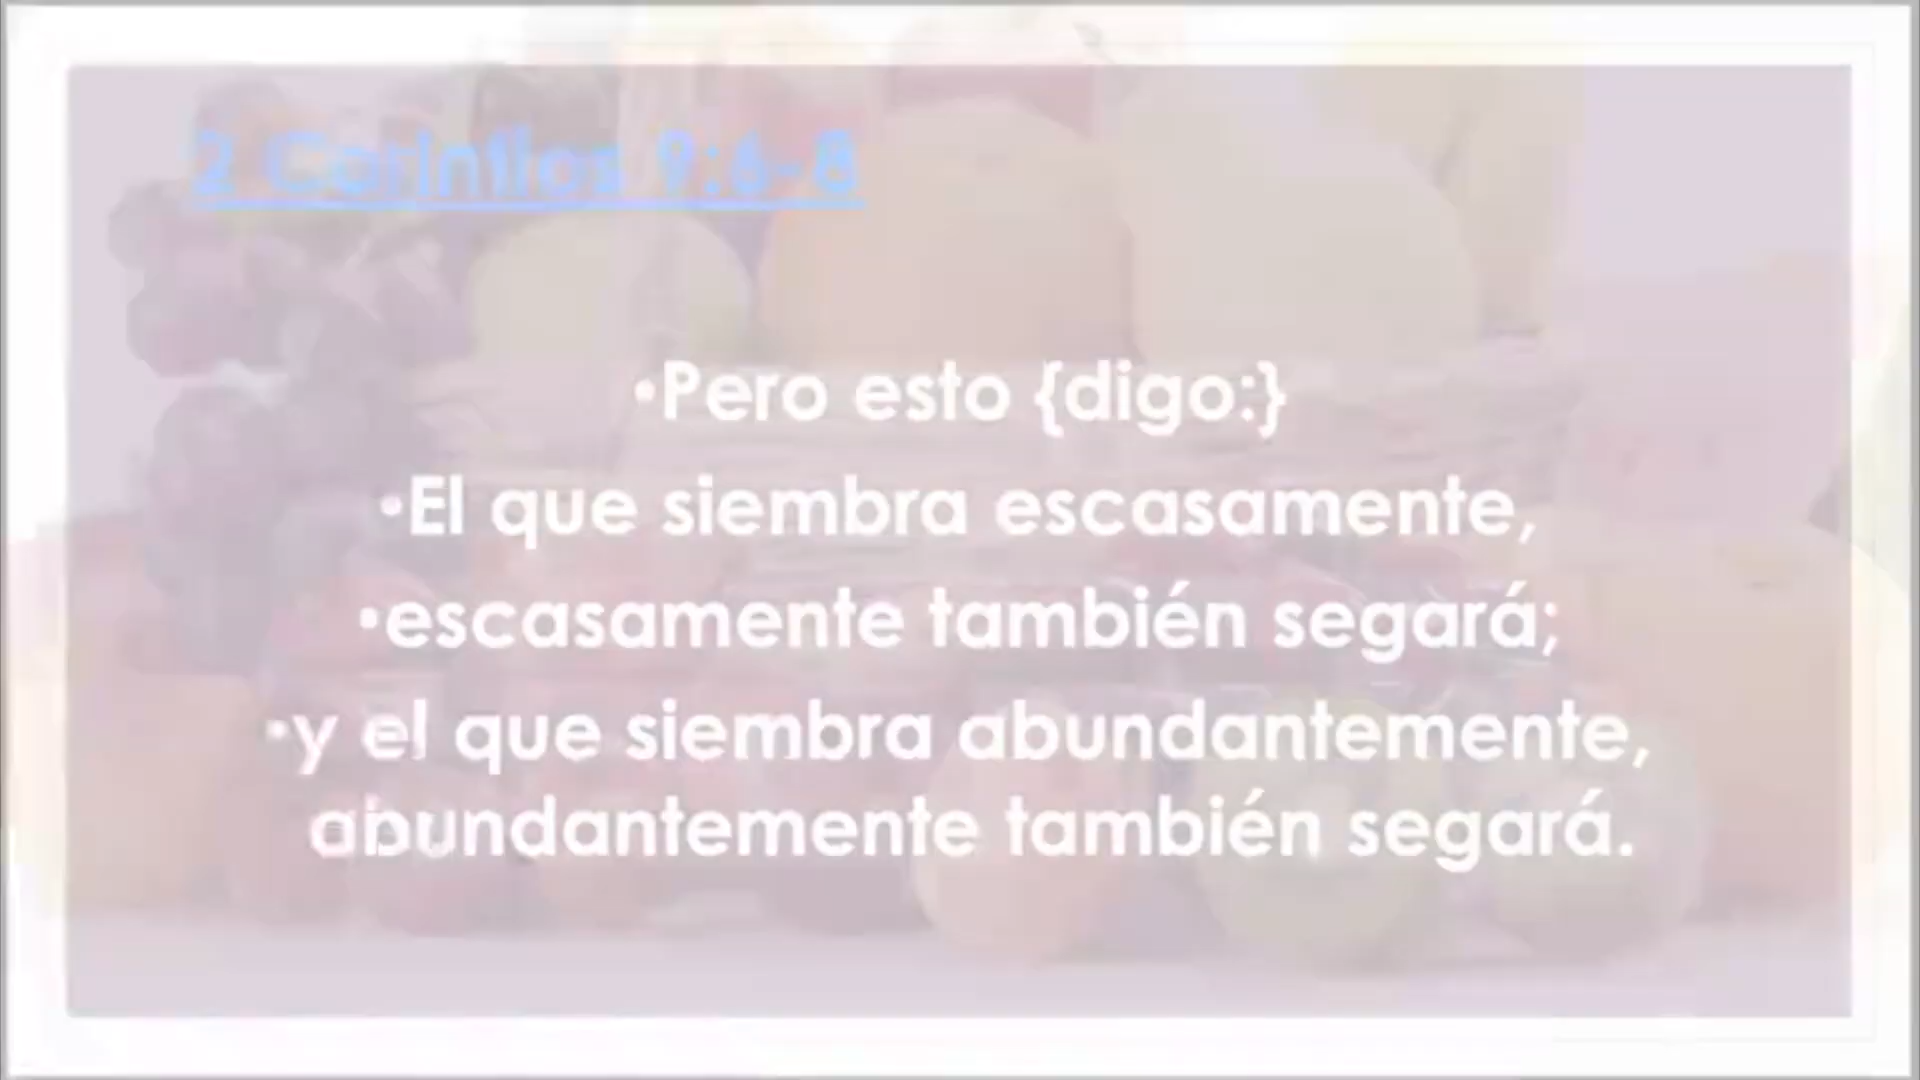 2 Corintios 9:6-8
•Pero esto {digo:}
•El que siembra escasamente,
•escasamente también segará;
•y el que siembra abundantemente,
abundantemente también segará.